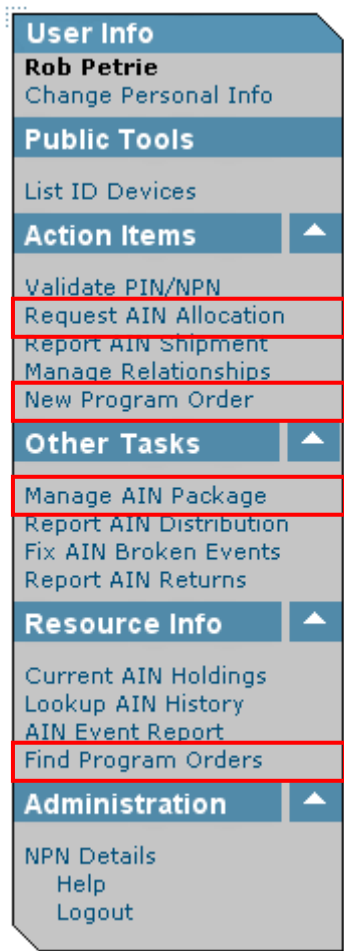 User Info
Rob Petrie
Change Personal Info
Public Tools
List ID Devices
Action Items
Validate PIN/NPN
Request AIN Allocation
Report AIN Shipment
Manage Relationships
New Program Order
Other Tasks
Manage AIN Package
Report AIN Distribution
Fix AIN Broken Events
Report AIN Returns
Resource Info
Current AIN Holdings
Lookup AIN History
AIN Event Report
Find Program Orders
Administration
NPN Details
Help
Logout